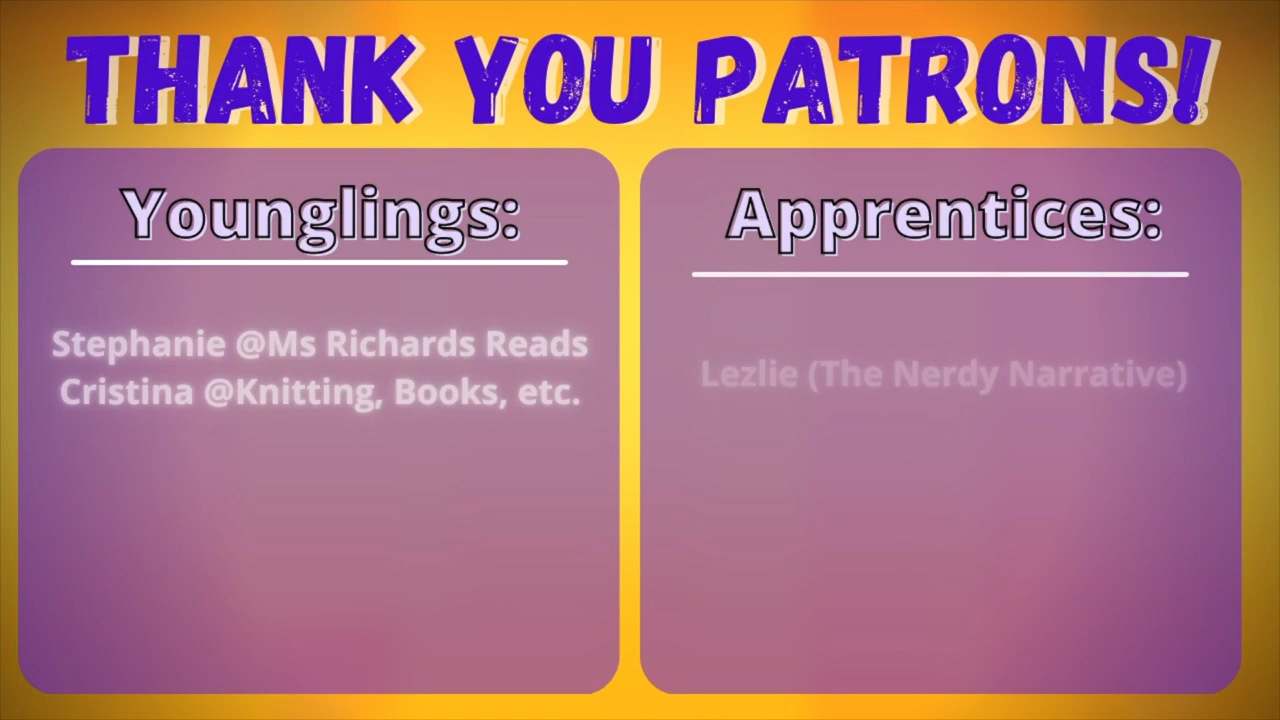 THANK YOU PATRONS!
Younglings:
Stephanie @Ms Richards Reads
Cristina @Knitting, Books, etc.
Apprentices:
Lezlie (The Nerdy Narrative)